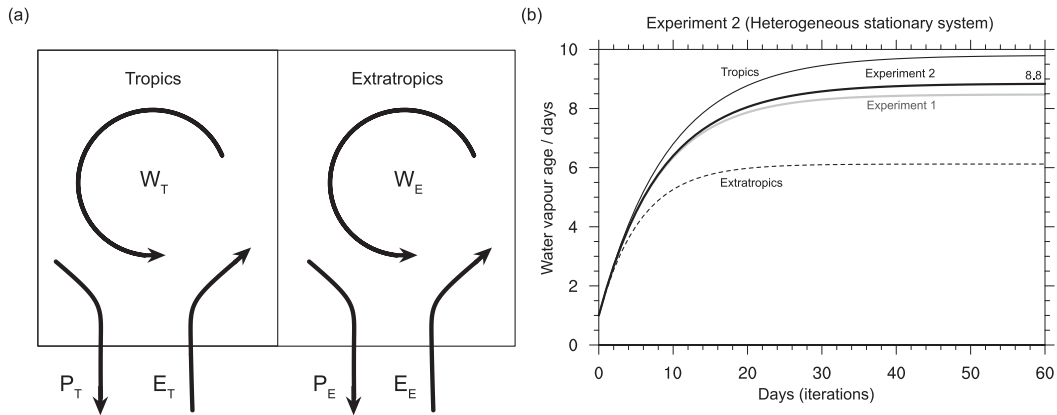 (a)
Tropics
Extratropics
W_T
W_E
P_T
E_T
P_E
E_E
(b)
Experiment 2 (Heterogeneous stationary system)
Water vapour age / days
10
8
6
4
2
0
Tropics
Experiment 2
8.8
Experiment 1
Extratropics
0 10 20 30 40 50 60
Days (iterations)